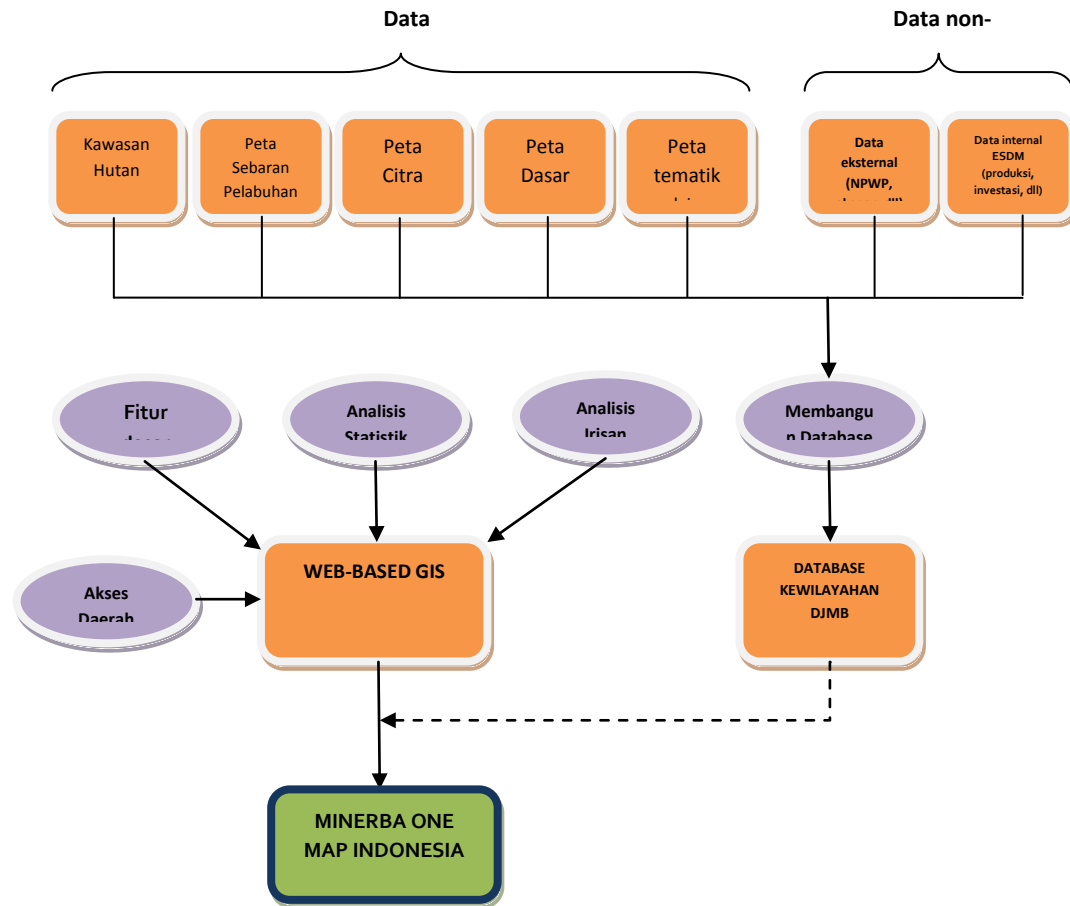 Data
Data non-
Kawasan
Hutan
Peta
Sebaran
Pelabuhan
Peta
Citra
Peta
Dasar
Peta
tematik
Data
eksternal
(NPWP,
Data internal
ESDM
(produksi,
investasi, dll)
Fitur
Analisis
Statistik
Analisis
Irisan
Membangu
n Database
Akses
Daerah
WEB-BASED GIS
DATABASE
KEWILAYAHAN
DJMB
MINERBA ONE
MAP INDONESIA